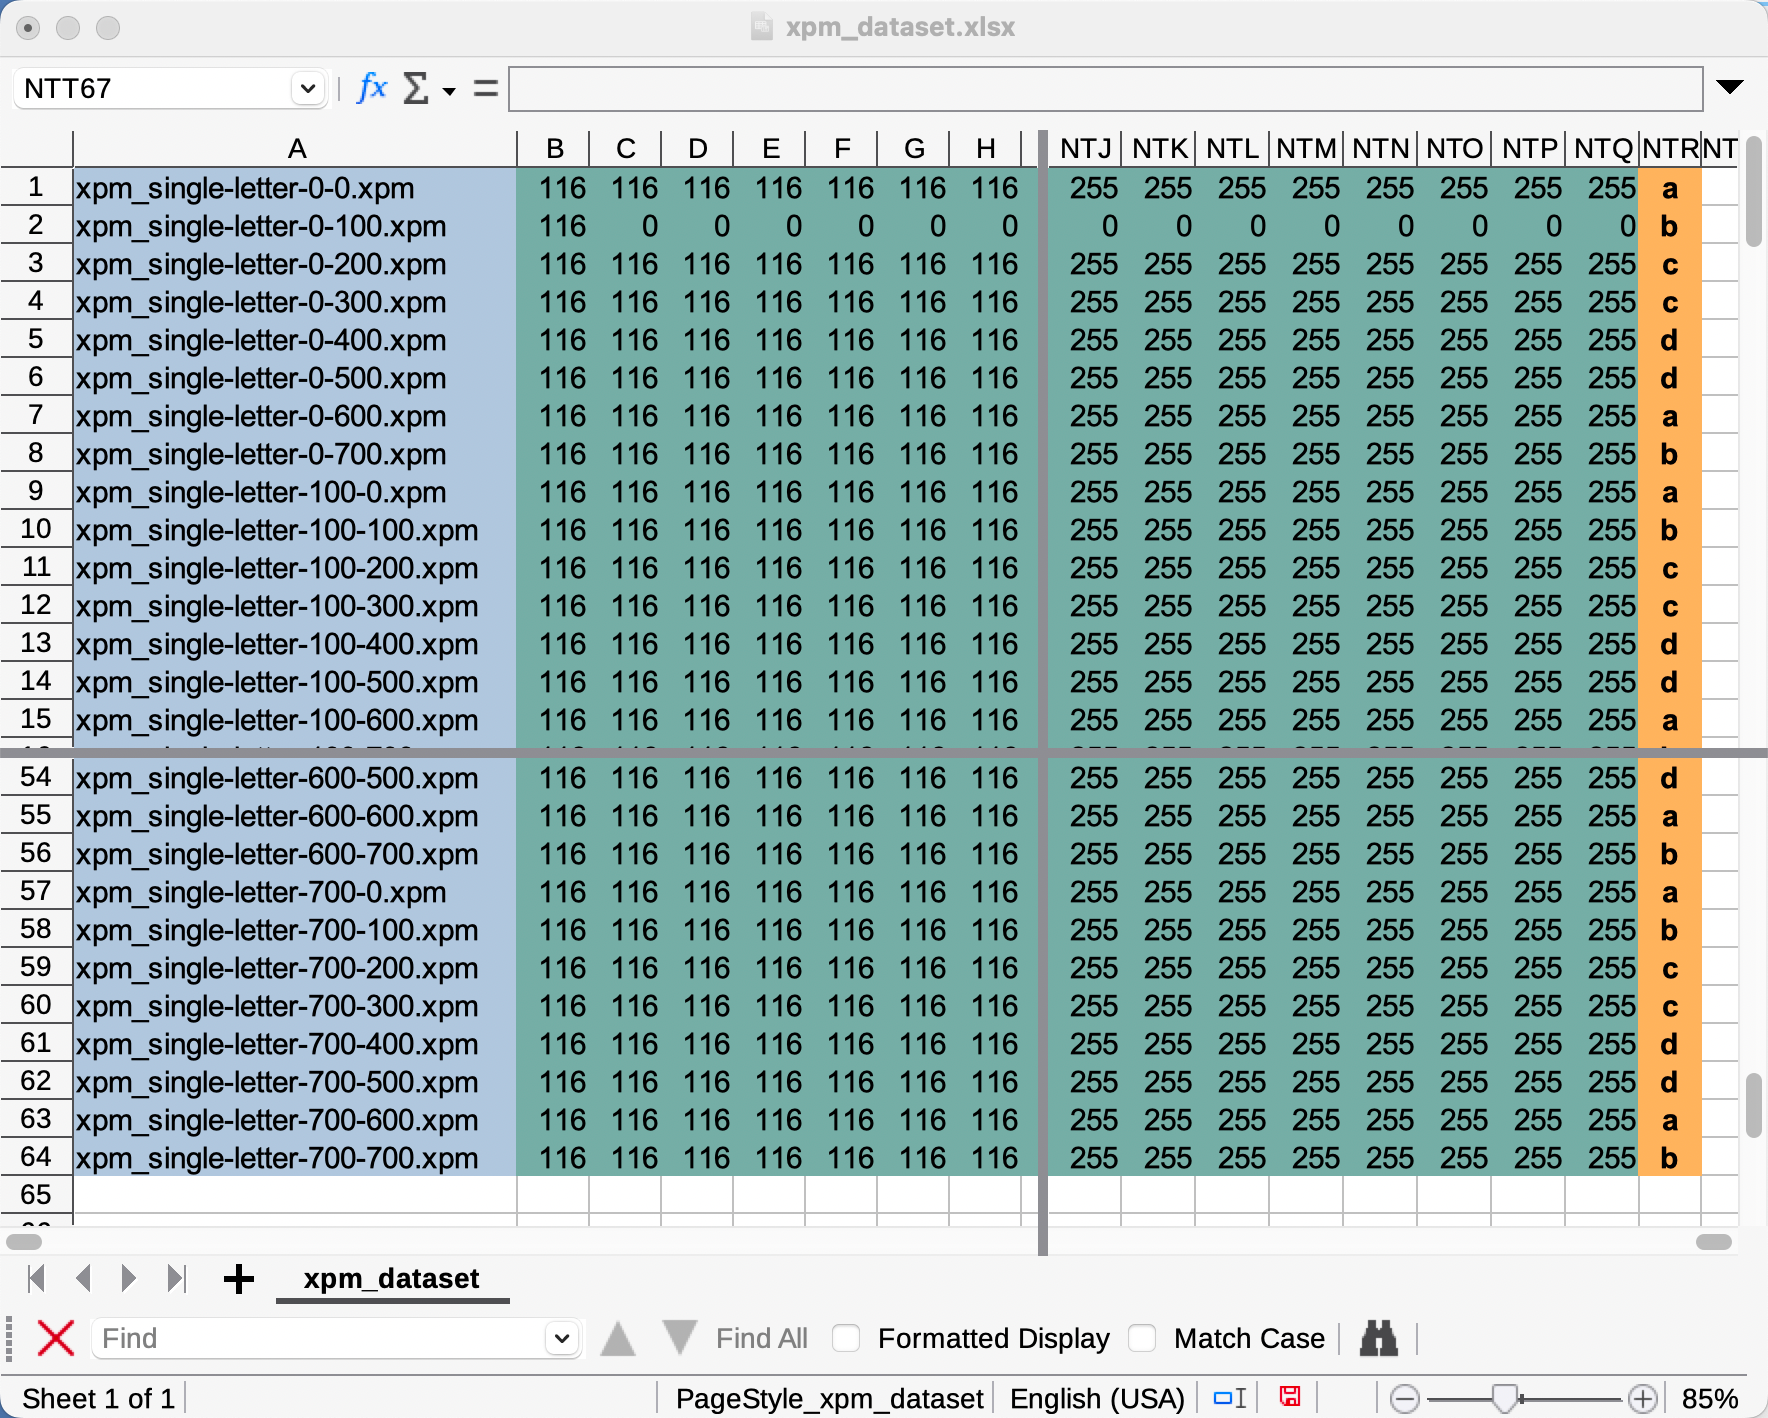 xpm_dataset.xlsx
NTT67 fx Σ =
A B C D E F G H NTJ NTK NTL NTM NTN NTO NTP NTQ NTR NT
1 xpm_single-letter-0-0.xpm 116 116 116 116 116 116 116 255 255 255 255 255 255 255 255 a
2 xpm_single-letter-0-100.xpm 116 0 0 0 0 0 0 0 0 0 0 0 0 0 0 b
3 xpm_single-letter-0-200.xpm 116 116 116 116 116 116 116 255 255 255 255 255 255 255 255 c
4 xpm_single-letter-0-300.xpm 116 116 116 116 116 116 116 255 255 255 255 255 255 255 255 c
5 xpm_single-letter-0-400.xpm 116 116 116 116 116 116 116 255 255 255 255 255 255 255 255 d
6 xpm_single-letter-0-500.xpm 116 116 116 116 116 116 116 255 255 255 255 255 255 255 255 d
7 xpm_single-letter-0-600.xpm 116 116 116 116 116 116 116 255 255 255 255 255 255 255 255 a
8 xpm_single-letter-0-700.xpm 116 116 116 116 116 116 116 255 255 255 255 255 255 255 255 b
9 xpm_single-letter-100-0.xpm 116 116 116 116 116 116 116 255 255 255 255 255 255 255 255 a
10 xpm_single-letter-100-100.xpm 116 116 116 116 116 116 116 255 255 255 255 255 255 255 255 b
11 xpm_single-letter-100-200.xpm 116 116 116 116 116 116 116 255 255 255 255 255 255 255 255 c
12 xpm_single-letter-100-300.xpm 116 116 116 116 116 116 116 255 255 255 255 255 255 255 255 c
13 xpm_single-letter-100-400.xpm 116 116 116 116 116 116 116 255 255 255 255 255 255 255 255 d
14 xpm_single-letter-100-500.xpm 116 116 116 116 116 116 116 255 255 255 255 255 255 255 255 d
15 xpm_single-letter-100-600.xpm 116 116 116 116 116 116 116 255 255 255 255 255 255 255 255 a
54 xpm_single-letter-600-500.xpm 116 116 116 116 116 116 116 255 255 255 255 255 255 255 255 d
55 xpm_single-letter-600-600.xpm 116 116 116 116 116 116 116 255 255 255 255 255 255 255 255 a
56 xpm_single-letter-600-700.xpm 116 116 116 116 116 116 116 255 255 255 255 255 255 255 255 b
57 xpm_single-letter-700-0.xpm 116 116 116 116 116 116 116 255 255 255 255 255 255 255 255 a
58 xpm_single-letter-700-100.xpm 116 116 116 116 116 116 116 255 255 255 255 255 255 255 255 b
59 xpm_single-letter-700-200.xpm 116 116 116 116 116 116 116 255 255 255 255 255 255 255 255 c
60 xpm_single-letter-700-300.xpm 116 116 116 116 116 116 116 255 255 255 255 255 255 255 255 c
61 xpm_single-letter-700-400.xpm 116 116 116 116 116 116 116 255 255 255 255 255 255 255 255 d
62 xpm_single-letter-700-500.xpm 116 116 116 116 116 116 116 255 255 255 255 255 255 255 255 d
63 xpm_single-letter-700-600.xpm 116 116 116 116 116 116 116 255 255 255 255 255 255 255 255 a
64 xpm_single-letter-700-700.xpm 116 116 116 116 116 116 116 255 255 255 255 255 255 255 255 b
65
xpm_dataset
Find Find All Formatted Display Match Case
Sheet 1 of 1 PageStyle_xpm_dataset English (USA) 85%